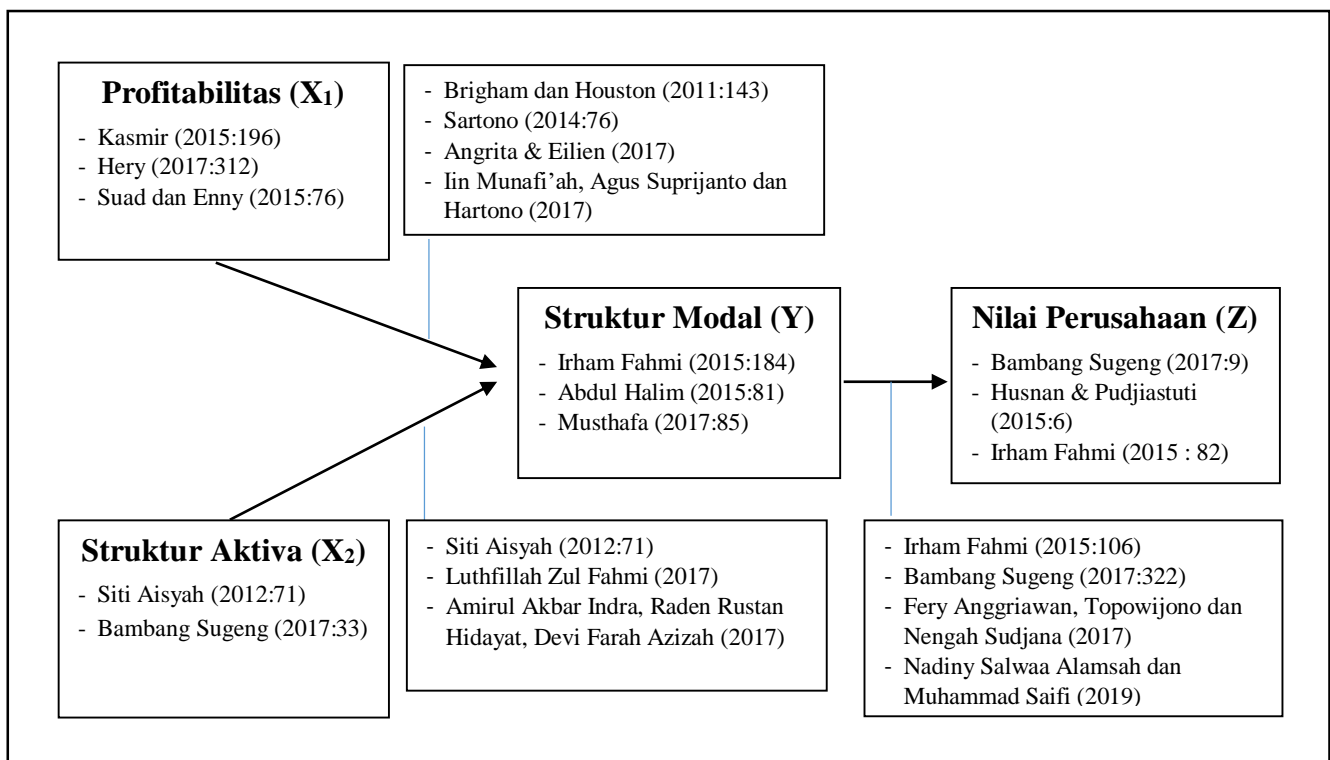 Profitabilitas (X1)
- Kasmir (2015:196)
- Hery (2017:312)
- Suad dan Enny (2015:76)
- Brigham dan Houston (2011:143)
- Sartono (2014:76)
- Angrita & Eilien (2017)
- Iin Munafi’ah, Agus Suprijanto dan
Hartono (2017)
Struktur Modal (Y)
- Irham Fahmi (2015:184)
- Abdul Halim (2015:81)
- Musthafa (2017:85)
Nilai Perusahaan (Z)
- Bambang Sugeng (2017:9)
- Husnan & Pudjiastuti
(2015:6)
- Irham Fahmi (2015 : 82)
Struktur Aktiva (X2)
- Siti Aisyah (2012:71)
- Bambang Sugeng (2017:33)
- Siti Aisyah (2012:71)
- Luthfillah Zul Fahmi (2017)
- Amirul Akbar Indra, Raden Rustan
Hidayat, Devi Farah Azizah (2017)
- Irham Fahmi (2015:106)
- Bambang Sugeng (2017:322)
- Fery Anggriawan, Topowijono dan
Nengah Sudjana (2017)
- Nadiny Salwaa Alamsah dan
Muhammad Saifi (2019)